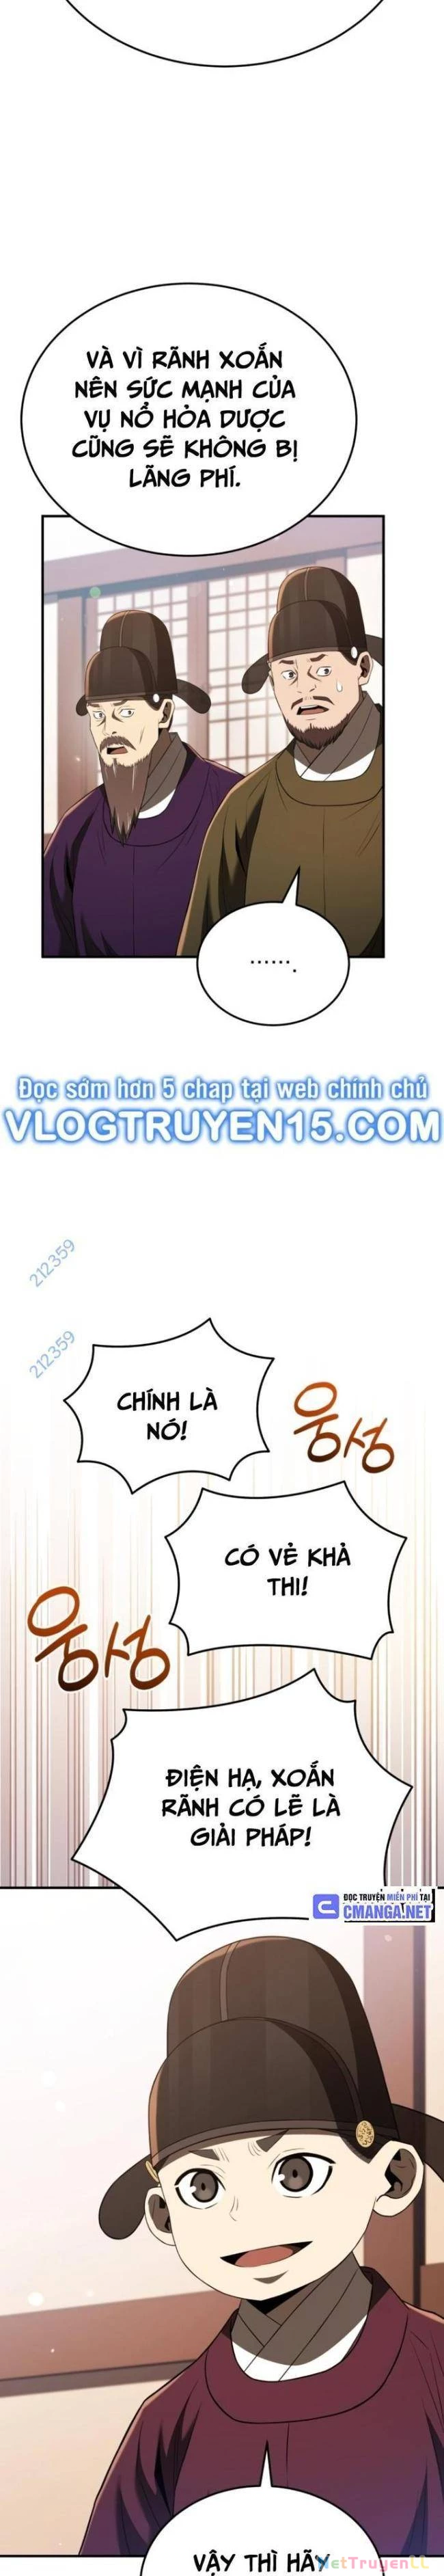 VÀ VÌ RÃNH XOẮN
NÊN SỨC MẠNH CỦA
VỤ NỔ HỎA DƯỢC
CŨNG SẼ KHÔNG BỊ
LÃNG PHÍ.
.......
Đọc sớm hơn 5 chap tại web chính chủ
VLOGTRUYEN15.COM
212359
212359
CHÍNH LÀ
NÓ!
웅성
CÓ VẺ KHẢ
THI!
웅성
ĐIỆN HẠ, XOẮN
RÃNH CÓ LẼ LÀ
GIẢI PHÁP!
ĐỌC TRUYỆN MIỄN PHÍ TẠI
CMANGA.NET
VẬY THÌ HÃY
NetTruyenLL